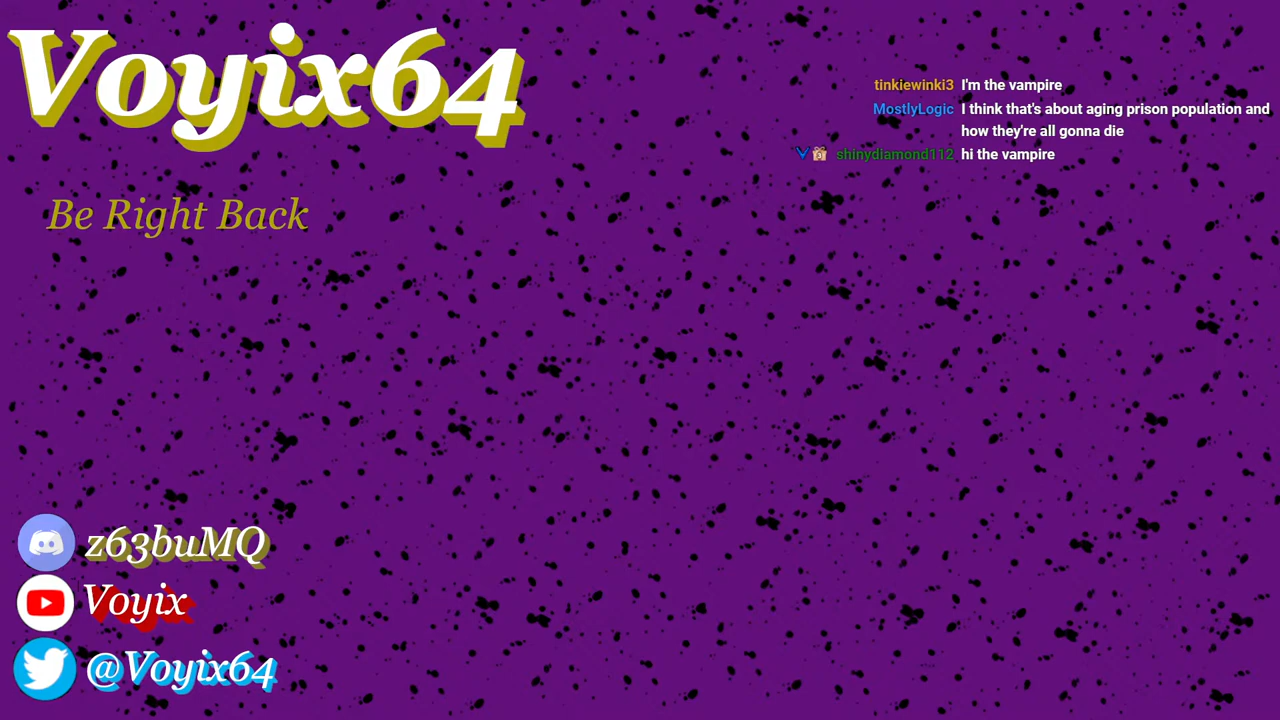 Voyix64
Be Right Back
tinkiewinki3 I'm the vampire
MostlyLogic I think that's about aging prison population and
how they're all gonna die
shinydiamond112 hi the vampire
z63buMQ
Voyix
@Voyix64